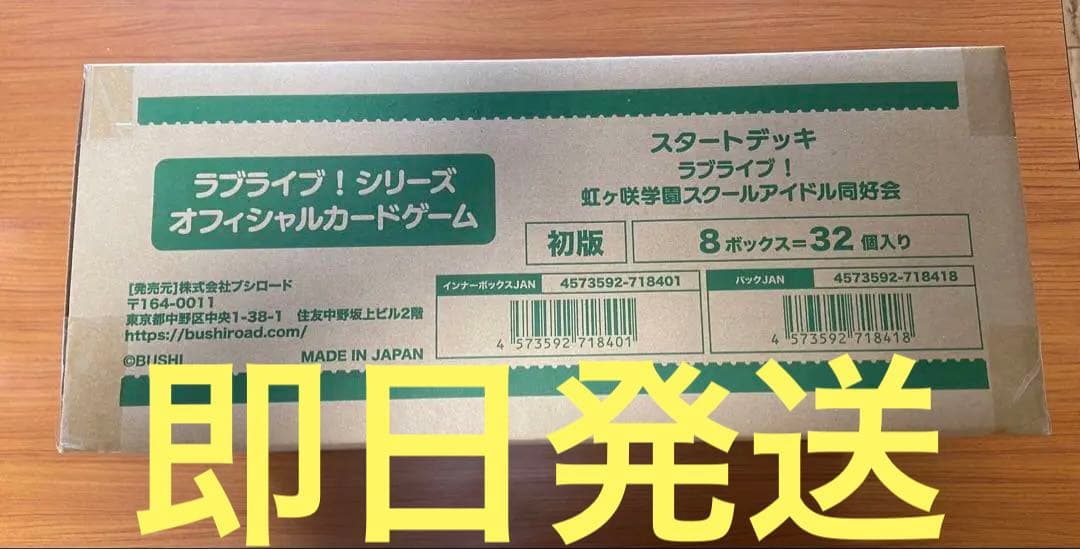 ラブライブ！シリーズ
オフィシャルカードゲーム
スタートデッキ
ラブライブ！
虹ヶ咲学園スクールアイドル同好会
初版
8ボックス=32個入り
[発売元]株式会社ブシロード
〒164-0011
東京都中野区中央1-38-1 住友中野坂上ビル2階
https://bushiroad.com/
©BUSHI
MADE IN JAPAN
インナーボックスJAN 4573592-718401
4 573592 718401
パックJAN 4573592-718418
4 573592 718418
即日発送